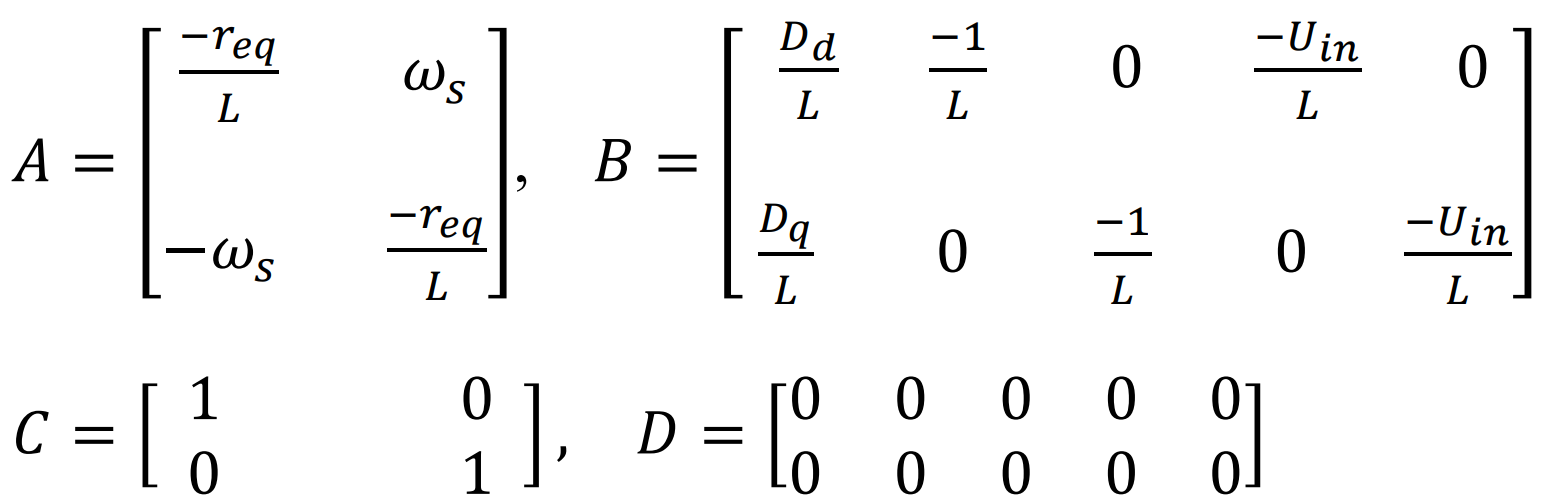 A = [ -r_eq/L  ω_s ; -ω_s  -r_eq/L ],  B = [ D_d/L  -1/L  0  -U_in/L  0 ; D_q/L  0  -1/L  0  -U_in/L ]
C = [ 1  0 ; 0  1 ],  D = [ 0  0  0  0  0 ; 0  0  0  0  0 ]